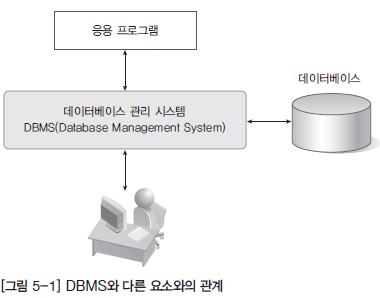 응용 프로그램
데이터베이스
데이터베이스 관리 시스템
DBMS(Database Management System)
[그림 5-1] DBMS와 다른 요소와의 관계